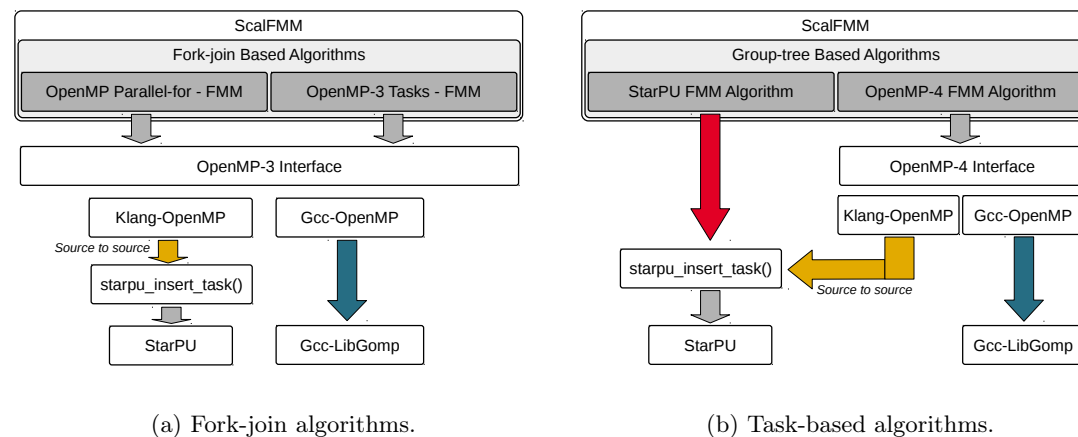 ScalFMM
Fork-join Based Algorithms
OpenMP Parallel-for - FMM
OpenMP-3 Tasks - FMM
OpenMP-3 Interface
Klang-OpenMP
Gcc-OpenMP
Source to source
starpu_insert_task()
StarPU
Gcc-LibGomp
(a) Fork-join algorithms.
ScalFMM
Group-tree Based Algorithms
StarPU FMM Algorithm
OpenMP-4 FMM Algorithm
OpenMP-4 Interface
Klang-OpenMP
Gcc-OpenMP
starpu_insert_task()
Source to source
StarPU
Gcc-LibGomp
(b) Task-based algorithms.